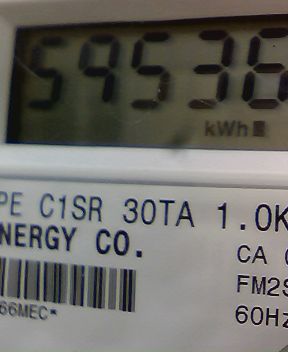 59536
kWh
PE C1SR 30TA 1.0K
NERGY CO.
CA
FM2S
66MEC*
60Hz